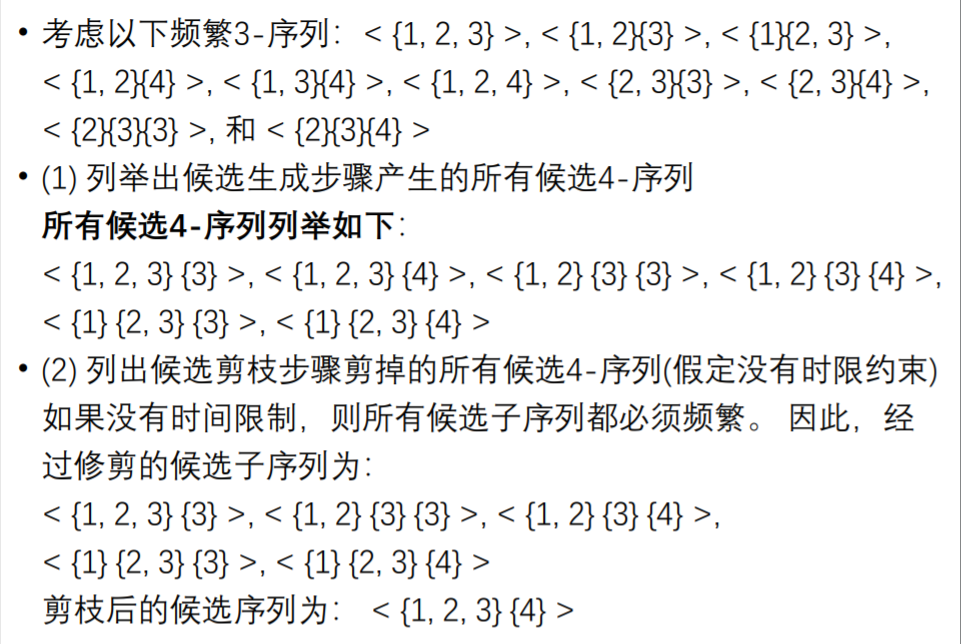 • 考虑以下频繁3-序列：< {1, 2, 3} >, < {1, 2}{3} >, < {1}{2, 3} >,
< {1, 2}{4} >, < {1, 3}{4} >, < {1, 2, 4} >, < {2, 3}{3} >, < {2, 3}{4} >,
< {2}{3}{3} >, 和 < {2}{3}{4} >
• (1) 列举出候选生成步骤产生的所有候选4-序列
所有候选4-序列列举如下：
< {1, 2, 3} {3} >, < {1, 2, 3} {4} >, < {1, 2} {3} {3} >, < {1, 2} {3} {4} >,
< {1} {2, 3} {3} >, < {1} {2, 3} {4} >
• (2) 列出候选剪枝步骤剪掉的所有候选4-序列(假定没有时限约束)
如果没有时间限制，则所有候选子序列都必须频繁。 因此，经
过修剪的候选子序列为：
< {1, 2, 3} {3} >, < {1, 2} {3} {3} >, < {1, 2} {3} {4} >,
< {1} {2, 3} {3} >, < {1} {2, 3} {4} >
剪枝后的候选序列为： < {1, 2, 3} {4} >